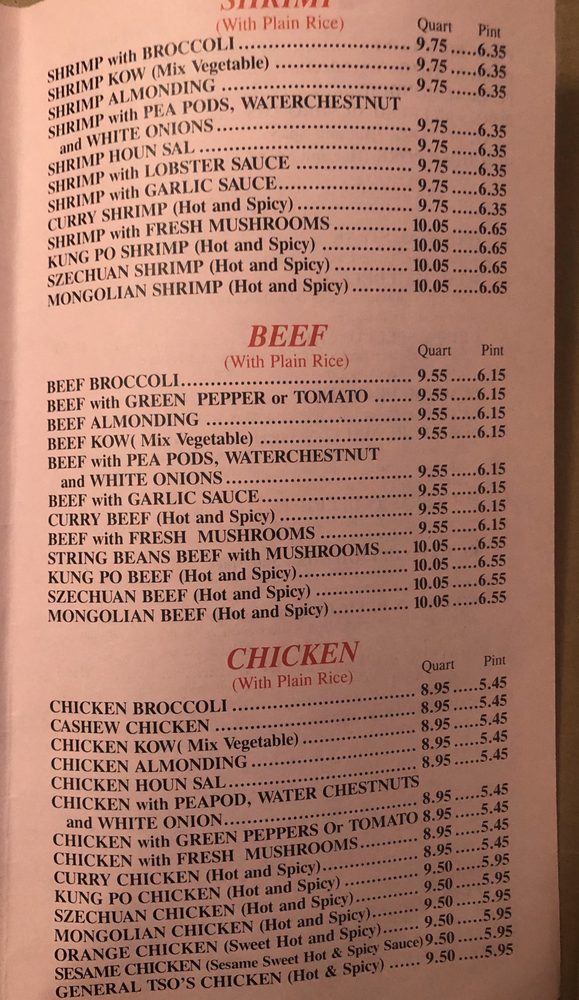 SHRIMP
(With Plain Rice) Quart Pint
SHRIMP with BROCCOLI ........ 9.75 .....6.35
SHRIMP KOW (Mix Vegetable) ........ 9.75 .....6.35
SHRIMP ALMONDING ........ 9.75 .....6.35
SHRIMP with PEA PODS, WATERCHESTNUT
and WHITE ONIONS ........ 9.75 .....6.35
SHRIMP HOUN SAL ........ 9.75 .....6.35
SHRIMP with LOBSTER SAUCE ........ 9.75 .....6.35
SHRIMP with GARLIC SAUCE ........ 9.75 .....6.35
CURRY SHRIMP (Hot and Spicy) ........ 9.75 .....6.35
SHRIMP with FRESH MUSHROOMS ........ 10.05 .....6.65
KUNG PO SHRIMP (Hot and Spicy) ........ 10.05 .....6.65
SZECHUAN SHRIMP (Hot and Spicy) ........ 10.05 .....6.65
MONGOLIAN SHRIMP (Hot and Spicy) ........ 10.05 .....6.65
BEEF
(With Plain Rice) Quart Pint
BEEF BROCCOLI ........ 9.55 .....6.15
BEEF with GREEN PEPPER or TOMATO ....... 9.55 .....6.15
BEEF ALMONDING ........ 9.55 .....6.15
BEEF KOW( Mix Vegetable) ........ 9.55 .....6.15
BEEF with PEA PODS, WATERCHESTNUT
and WHITE ONIONS ........ 9.55 .....6.15
BEEF with GARLIC SAUCE ........ 9.55 .....6.15
CURRY BEEF (Hot and Spicy) ........ 9.55 .....6.15
BEEF with FRESH MUSHROOMS ........ 9.55 .....6.15
STRING BEANS BEEF with MUSHROOMS ..... 10.05 .....6.55
KUNG PO BEEF (Hot and Spicy) ........ 10.05 .....6.55
SZECHUAN BEEF (Hot and Spicy) ........ 10.05 .....6.55
MONGOLIAN BEEF (Hot and Spicy) ........ 10.05 .....6.55
CHICKEN
(With Plain Rice) Quart Pint
CHICKEN BROCCOLI ........ 8.95 .....5.45
CASHEW CHICKEN ........ 8.95 .....5.45
CHICKEN KOW( Mix Vegetable) ........ 8.95 .....5.45
CHICKEN ALMONDING ........ 8.95 .....5.45
CHICKEN HOUN SAL ........ 8.95 .....5.45
CHICKEN with PEAPOD, WATER CHESTNUTS
and WHITE ONION ........ 8.95 .....5.45
CHICKEN with GREEN PEPPERS Or TOMATO 8.95 .....5.45
CHICKEN with FRESH MUSHROOMS ........ 8.95 .....5.45
CURRY CHICKEN (Hot and Spicy) ........ 8.95 .....5.45
KUNG PO CHICKEN (Hot and Spicy) ........ 9.50 .....5.95
SZECHUAN CHICKEN (Hot and Spicy) ........ 9.50 .....5.95
MONGOLIAN CHICKEN (Hot and Spicy) ........ 9.50 .....5.95
ORANGE CHICKEN (Sweet Hot and Spicy) ........ 9.50 .....5.95
SESAME CHICKEN (Sesame Sweet Hot & Spicy Sauce) 9.50 .....5.95
GENERAL TSO'S CHICKEN (Hot & Spicy) ........ 9.50 .....5.95